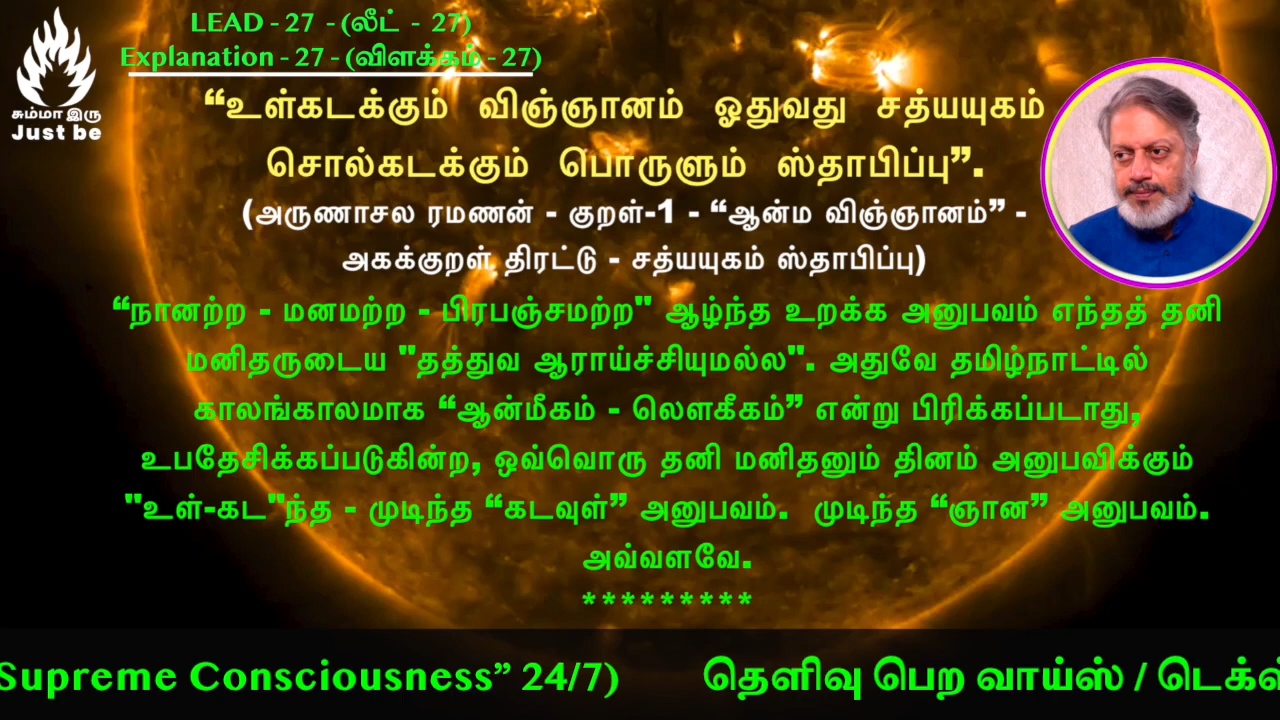 LEAD - 27 - (லீட் - 27)
Explanation - 27 - (விளக்கம் - 27)
சும்மா இரு
Just be
“உள்கடக்கும் விஞ்ஞானம் ஓதுவது சத்யயுகம்
சொல்கடக்கும் பொருளும் ஸ்தாபிப்பு”.
(அருணாசல ரமணன் - குறள்-1 - “ஆன்ம விஞ்ஞானம்” -
அகக்குறள் திரட்டு - சத்யயுகம் ஸ்தாபிப்பு)
“நானற்ற - மனமற்ற - பிரபஞ்சமற்ற" ஆழ்ந்த உறக்க அனுபவம் எந்தத் தனி
மனிதருடைய "தத்துவ ஆராய்ச்சியுமல்ல". அதுவே தமிழ்நாட்டில்
காலங்காலமாக “ஆன்மீகம் - லௌகீகம்” என்று பிரிக்கப்படாது,
உபதேசிக்கப்படுகின்ற, ஒவ்வொரு தனி மனிதனும் தினம் அனுபவிக்கும்
"உள்-கட"ந்த - முடிந்த “கடவுள்” அனுபவம். முடிந்த “ஞான” அனுபவம்.
அவ்வளவே.
*********
Supreme Consciousness” 24/7) தெளிவு பெற வாய்ஸ் / டெக்ஸ்